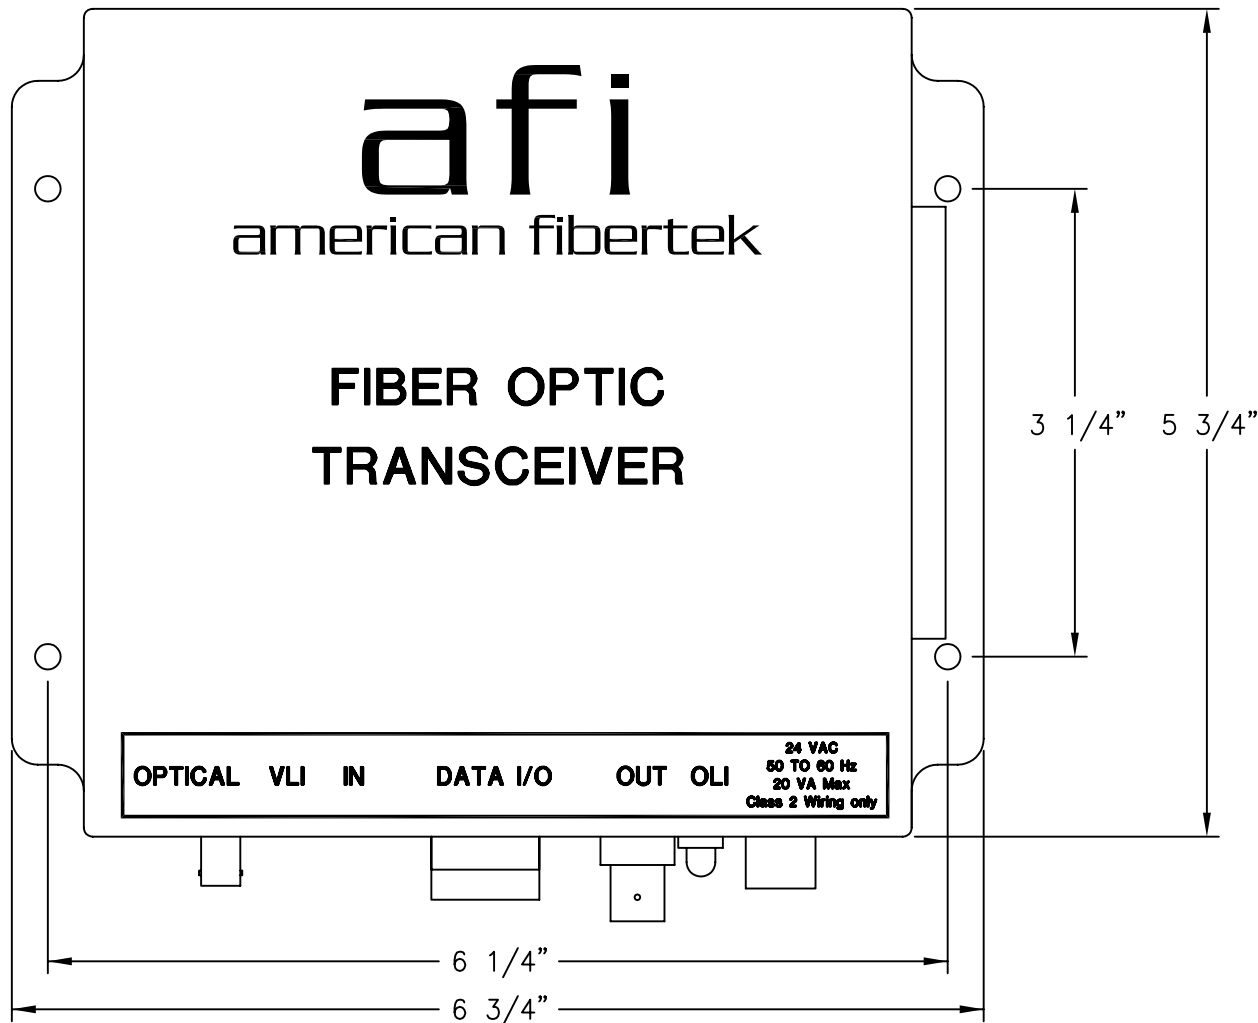 afi
american fibertek
FIBER OPTIC
TRANSCEIVER
3 1/4”
5 3/4”
OPTICAL VLI IN DATA I/O OUT OLI
24 VAC
50 TO 60 Hz
20 VA Max
Class 2 Wiring only
6 1/4”
6 3/4”